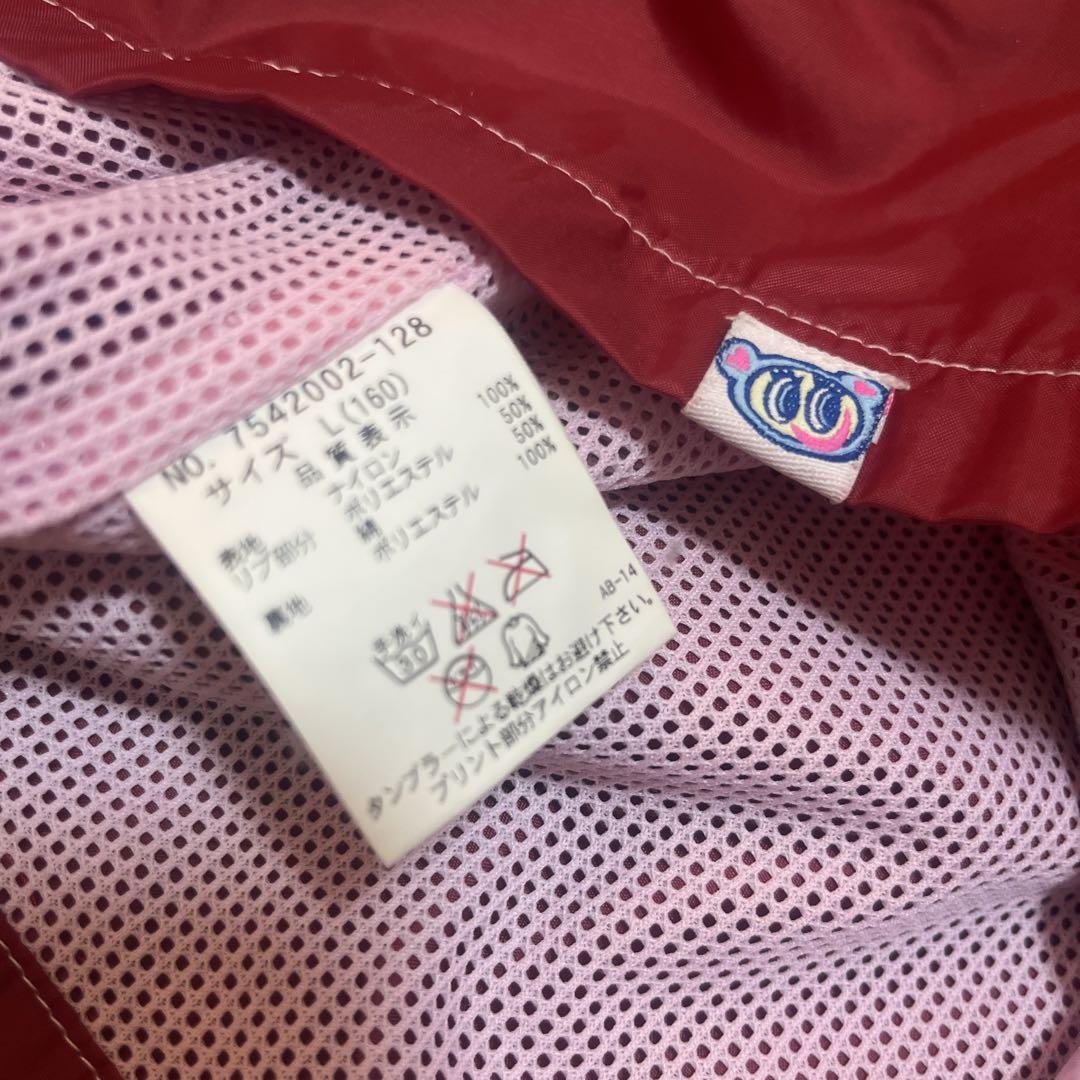 NO. 7542002-128
サイズ L(160)
品質表示
表地 ナイロン 100%
リブ部分 ポリエステル 50%
綿 50%
裏地 ポリエステル 100%
手洗イ
30
AB-14
タンブラーによる乾燥はお避け下さい。
プリント部分アイロン禁止